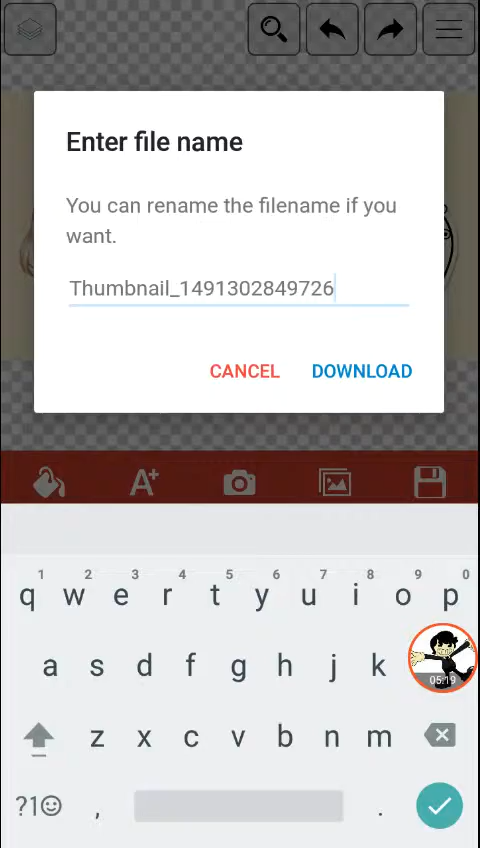 Enter file name
You can rename the filename if you
want.
Thumbnail_1491302849726
CANCEL DOWNLOAD
A+
1 2 3 4 5 6 7 8 9 0
q w e r t y u i o p
a s d f g h j k
05:19
z x c v b n m
?1☺ , .